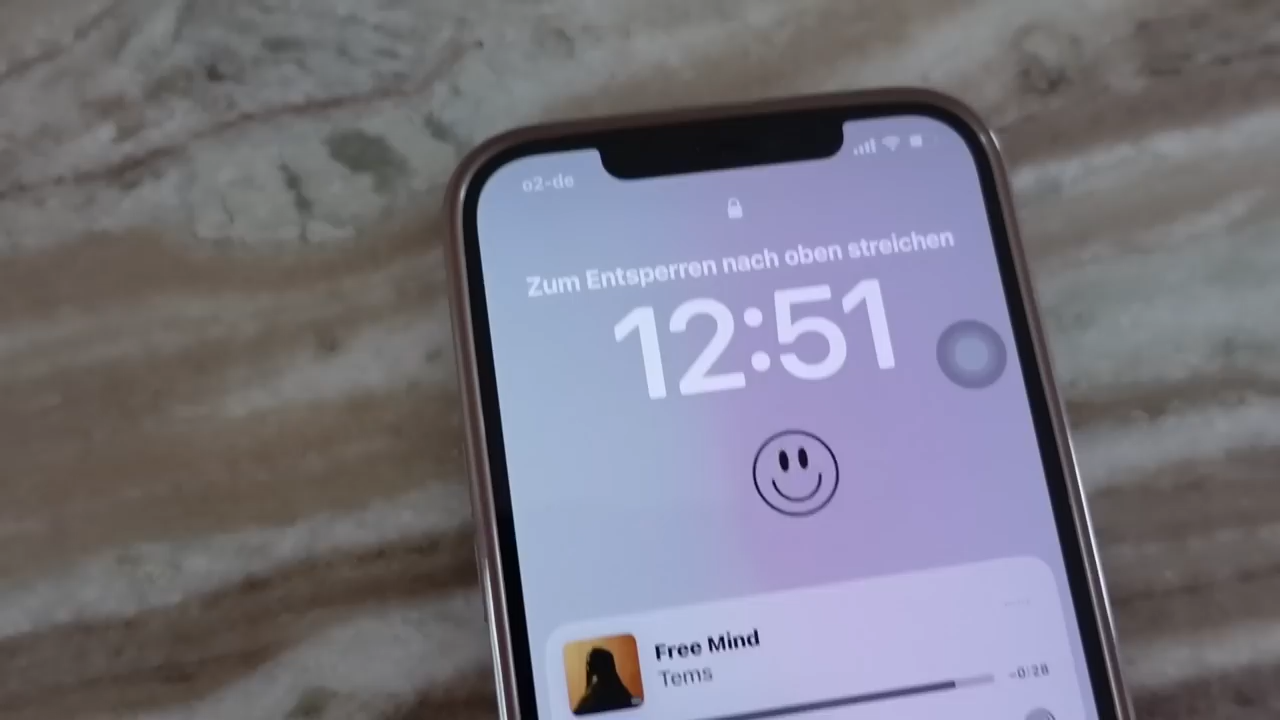 o2-de
Zum Entsperren nach oben streichen
12:51
Free Mind
Tems
-0:28